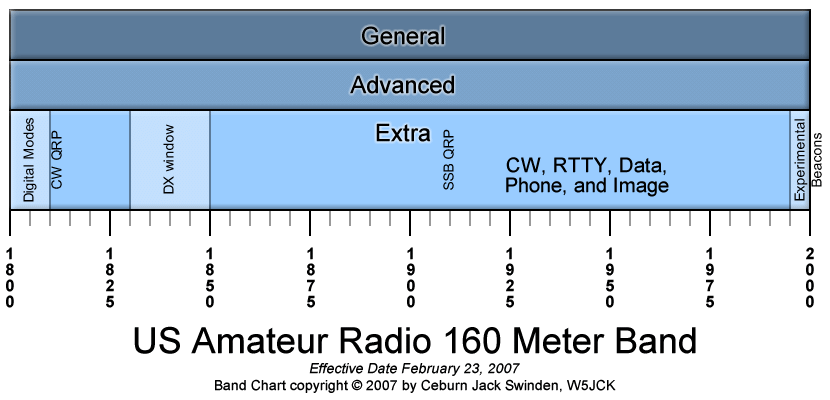 General
Advanced
Extra
Digital Modes
CW QRP
DX window
SSB QRP
CW, RTTY, Data,
Phone, and Image
Experimental
Beacons
1800
1825
1850
1875
1900
1925
1950
1975
2000
US Amateur Radio 160 Meter Band
Effective Date February 23, 2007
Band Chart copyright © 2007 by Ceburn Jack Swinden, W5JCK